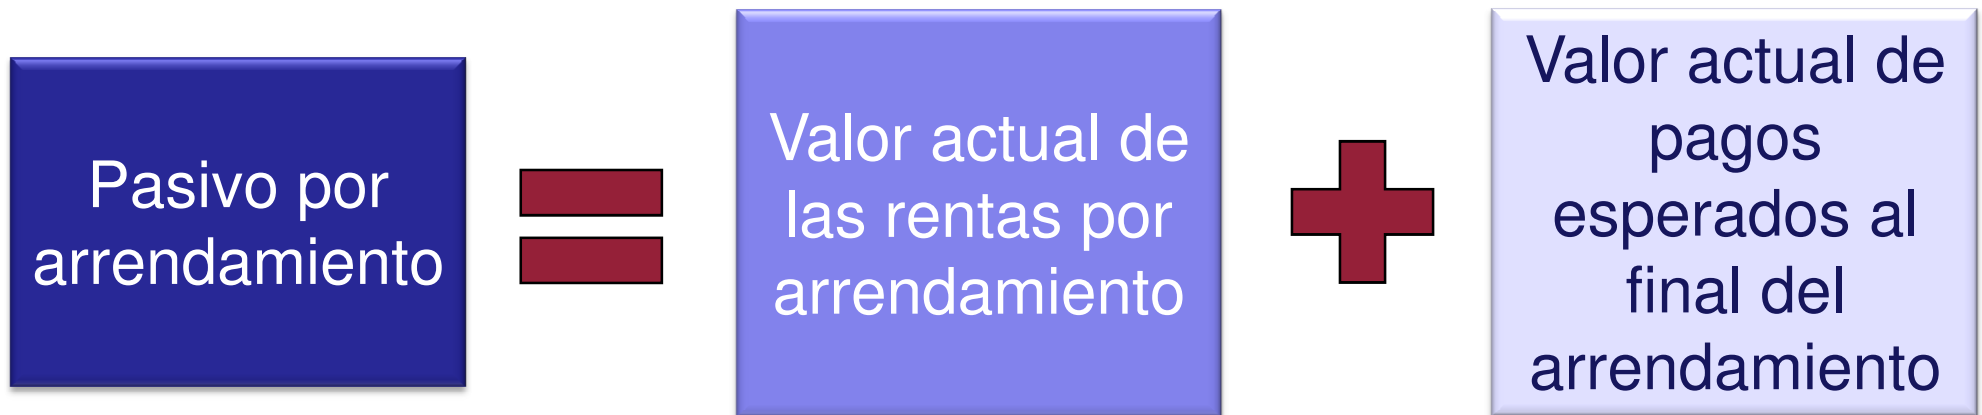 Pasivo por
arrendamiento
Valor actual de
las rentas por
arrendamiento
Valor actual de
pagos
esperados al
final del
arrendamiento